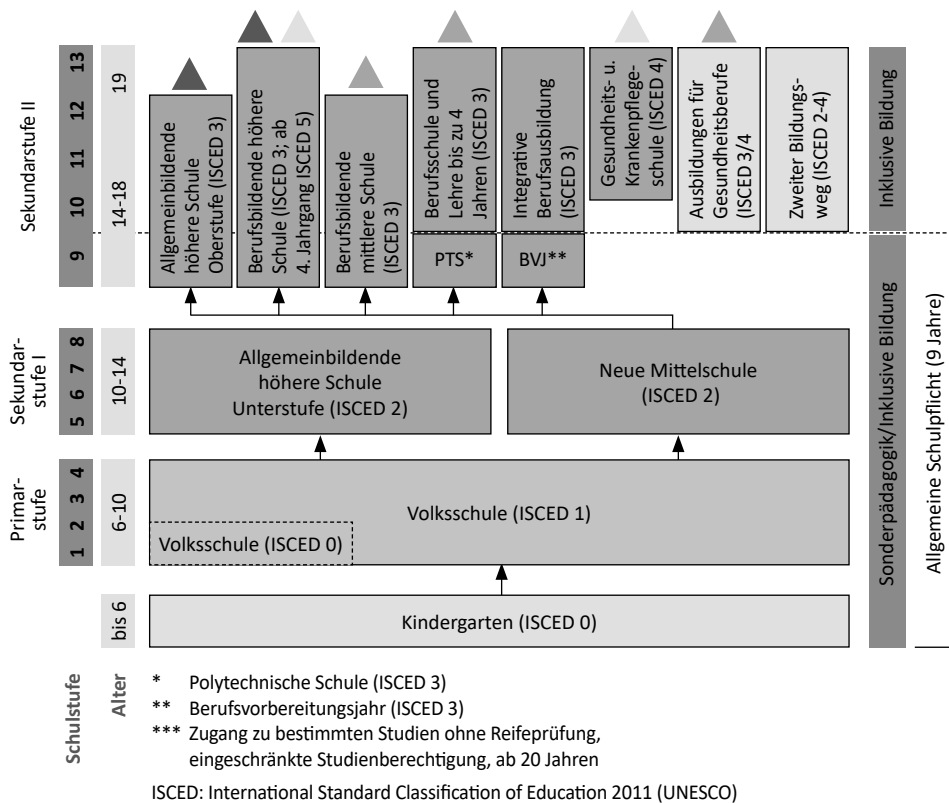 Sekundarstufe II
13
12
11
10
9
19
14-18
Allgemeinbildende
höhere Schule
Oberstufe (ISCED 3)
Berufsbildende höhere
Schule (ISCED 3; ab
4. Jahrgang ISCED 5)
Berufsbildende
mittlere Schule
(ISCED 3)
Berufsschule und
Lehre bis zu 4
Jahren (ISCED 3)
PTS*
Integrative
Berufsausbildung
(ISCED 3)
BVJ**
Gesundheits- u.
Krankenpflege-
schule (ISCED 4)
Ausbildungen für
Gesundheitsberufe
(ISCED 3/4
Zweiter Bildungs-
weg (ISCED 2-4)
Inklusive Bildung
Sekundar-
stufe I
8
7
6
5
10-14
Allgemeinbildende
höhere Schule
Unterstufe (ISCED 2)
Neue Mittelschule
(ISCED 2)
Primar-
stufe
4
3
2
1
6-10
Volksschule (ISCED 1)
Volksschule (ISCED 0)
bis 6
Kindergarten (ISCED 0)
Sonderpädagogik/Inklusive Bildung
Allgemeine Schulpflicht (9 Jahre)
Schulstufe
Alter
* Polytechnische Schule (ISCED 3)
** Berufsvorbereitungsjahr (ISCED 3)
*** Zugang zu bestimmten Studien ohne Reifeprüfung,
eingeschränkte Studienberechtigung, ab 20 Jahren
ISCED: International Standard Classification of Education 2011 (UNESCO)